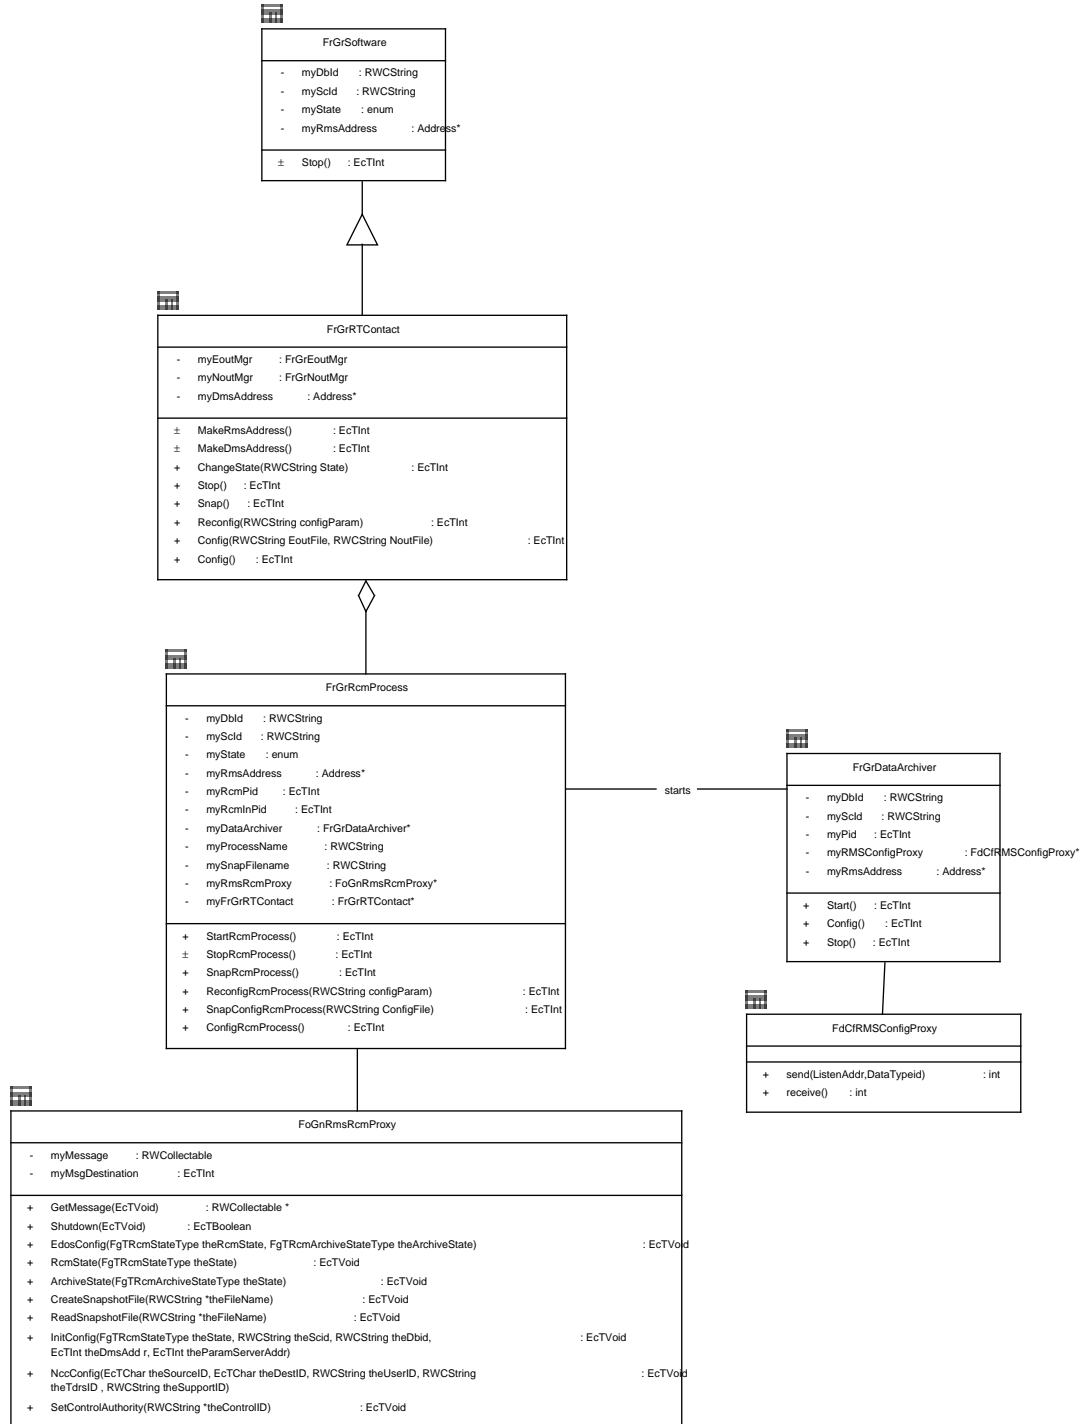 FrGrSoftware
- myDbId : RWCString
- myScId : RWCString
- myState : enum
- myRmsAddress : Address*
± Stop() : EcTInt
FrGrRTContact
- myEoutMgr : FrGrEoutMgr
- myNoutMgr : FrGrNoutMgr
- myDmsAddress : Address*
± MakeRmsAddress() : EcTInt
± MakeDmsAddress() : EcTInt
+ ChangeState(RWCString State) : EcTInt
+ Stop() : EcTInt
+ Snap() : EcTInt
+ Reconfig(RWCString configParam) : EcTInt
+ Config(RWCString EoutFile, RWCString NoutFile) : EcTInt
+ Config() : EcTInt
FrGrRcmProcess
- myDbId : RWCString
- myScId : RWCString
- myState : enum
- myRmsAddress : Address*
- myRcmPid : EcTInt
- myRcmInPid : EcTInt
- myDataArchiver : FrGrDataArchiver*
- myProcessName : RWCString
- mySnapFilename : RWCString
- myRmsRcmProxy : FoGnRmsRcmProxy*
- myFrGrRTContact : FrGrRTContact*
+ StartRcmProcess() : EcTInt
± StopRcmProcess() : EcTInt
+ SnapRcmProcess() : EcTInt
+ ReconfigRcmProcess(RWCString configParam) : EcTInt
+ SnapConfigRcmProcess(RWCString ConfigFile) : EcTInt
+ ConfigRcmProcess() : EcTInt
starts
FrGrDataArchiver
- myDbId : RWCString
- myScId : RWCString
- myPid : EcTInt
- myRMSConfigProxy : FdCfRMSConfigProxy*
- myRmsAddress : Address*
+ Start() : EcTInt
+ Config() : EcTInt
+ Stop() : EcTInt
FdCfRMSConfigProxy
+ send(ListenAddr,DataTypeid) : int
+ receive() : int
FoGnRmsRcmProxy
- myMessage : RWCollectable
- myMsgDestination : EcTInt
+ GetMessage(EcTVoid) : RWCollectable *
+ Shutdown(EcTVoid) : EcTBoolean
+ EdosConfig(FgTRcmStateType theRcmState, FgTRcmArchiveStateType theArchiveState) : EcTVoid
+ RcmState(FgTRcmStateType theState) : EcTVoid
+ ArchiveState(FgTRcmArchiveStateType theState) : EcTVoid
+ CreateSnapshotFile(RWCString *theFileName) : EcTVoid
+ ReadSnapshotFile(RWCString *theFileName) : EcTVoid
+ InitConfig(FgTRcmStateType theState, RWCString theScid, RWCString theDbid, : EcTVoid
EcTInt theDmsAdd r, EcTInt theParamServerAddr)
+ NccConfig(EcTChar theSourceID, EcTChar theDestID, RWCString theUserID, RWCString : EcTVoid
theTdrsID , RWCString theSupportID)
+ SetControlAuthority(RWCString *theControlID) : EcTVoid